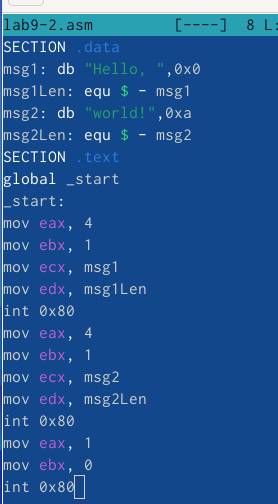 lab9-2.asm [----] 8 L:
SECTION .data
msg1: db "Hello, ",0x0
msg1Len: equ $ - msg1
msg2: db "world!",0xa
msg2Len: equ $ - msg2
SECTION .text
global _start
_start:
mov eax, 4
mov ebx, 1
mov ecx, msg1
mov edx, msg1Len
int 0x80
mov eax, 4
mov ebx, 1
mov ecx, msg2
mov edx, msg2Len
int 0x80
mov eax, 1
mov ebx, 0
int 0x80